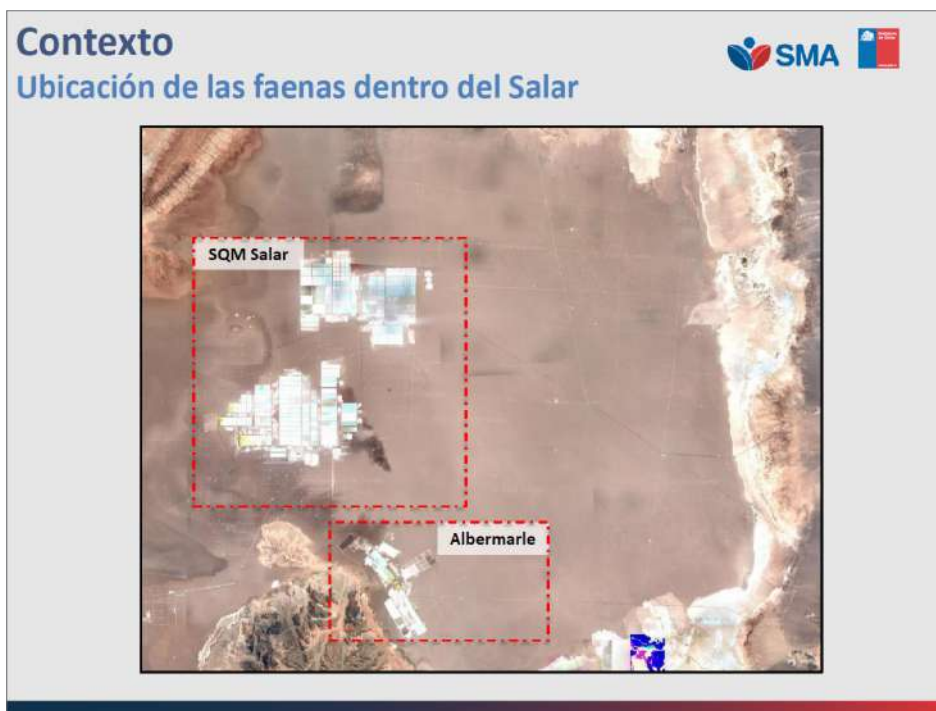 Contexto
Ubicación de las faenas dentro del Salar
SMA
SQM Salar
Albermarle